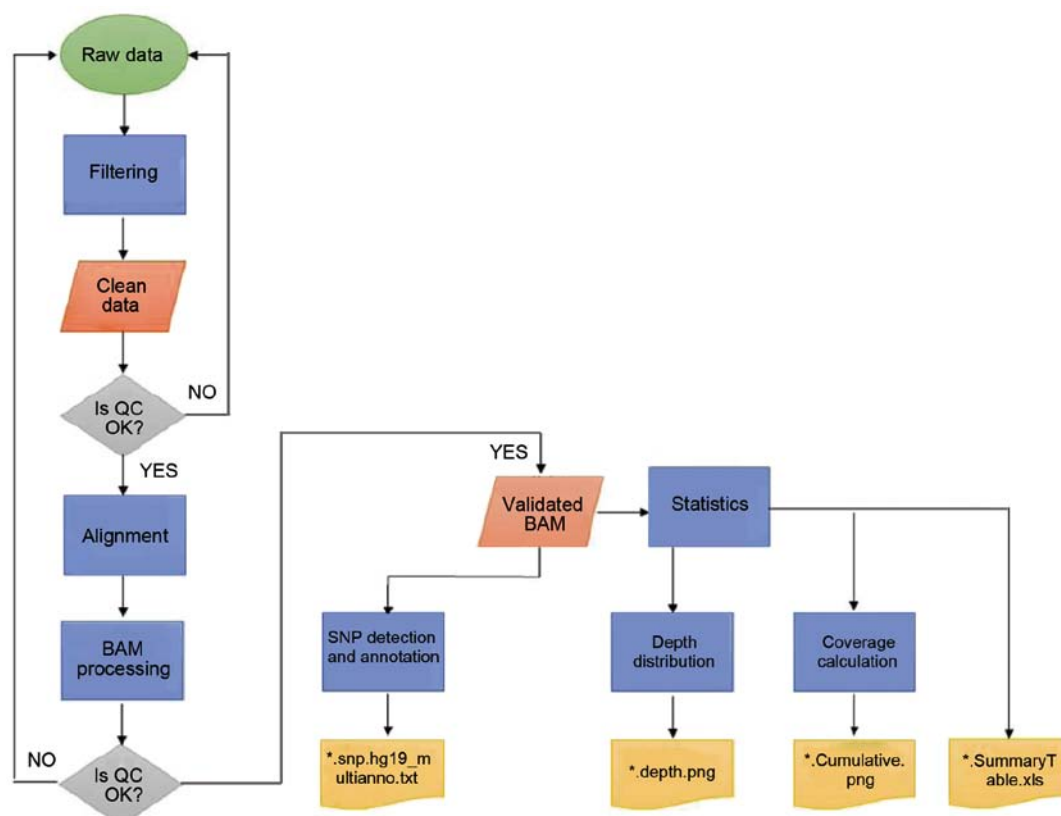 Raw data
Filtering
Clean
data
NO
Is QC
OK?
YES
Alignment
BAM
processing
NO
Is QC
OK?
YES
Validated
BAM
Statistics
SNP detection
and annotation
Depth
distribution
Coverage
calculation
*.snp.hg19_m
ultianno.txt
*.depth.png
*.Cumulative.
png
*.SummaryT
able.xls